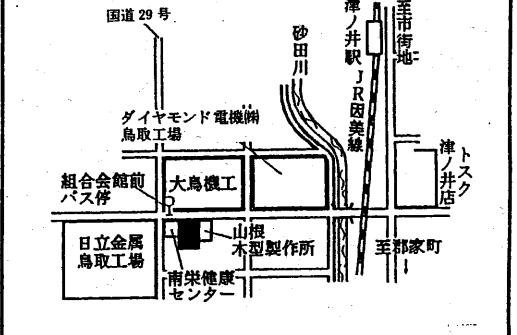 国道29号
砂田川
津ノ井駅
至市街地
JR因美線
ダイヤモンド電機㈱
鳥取工場
津ノ井店
トスク
組合会館前
バス停
大鳥機工
山根
木型製作所
日立金属
鳥取工場
至郡家町
南栄健康
センター